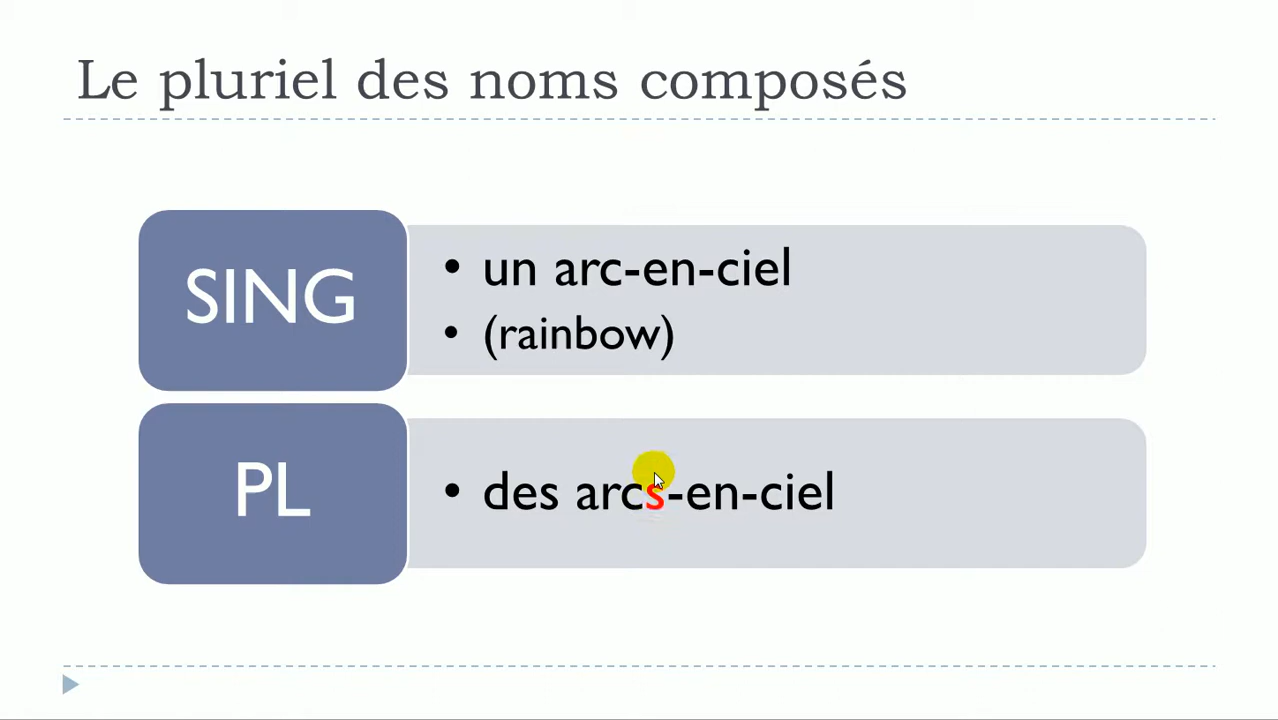 Le pluriel des noms composés
SING
• un arc-en-ciel
• (rainbow)
PL
• des arcs-en-ciel